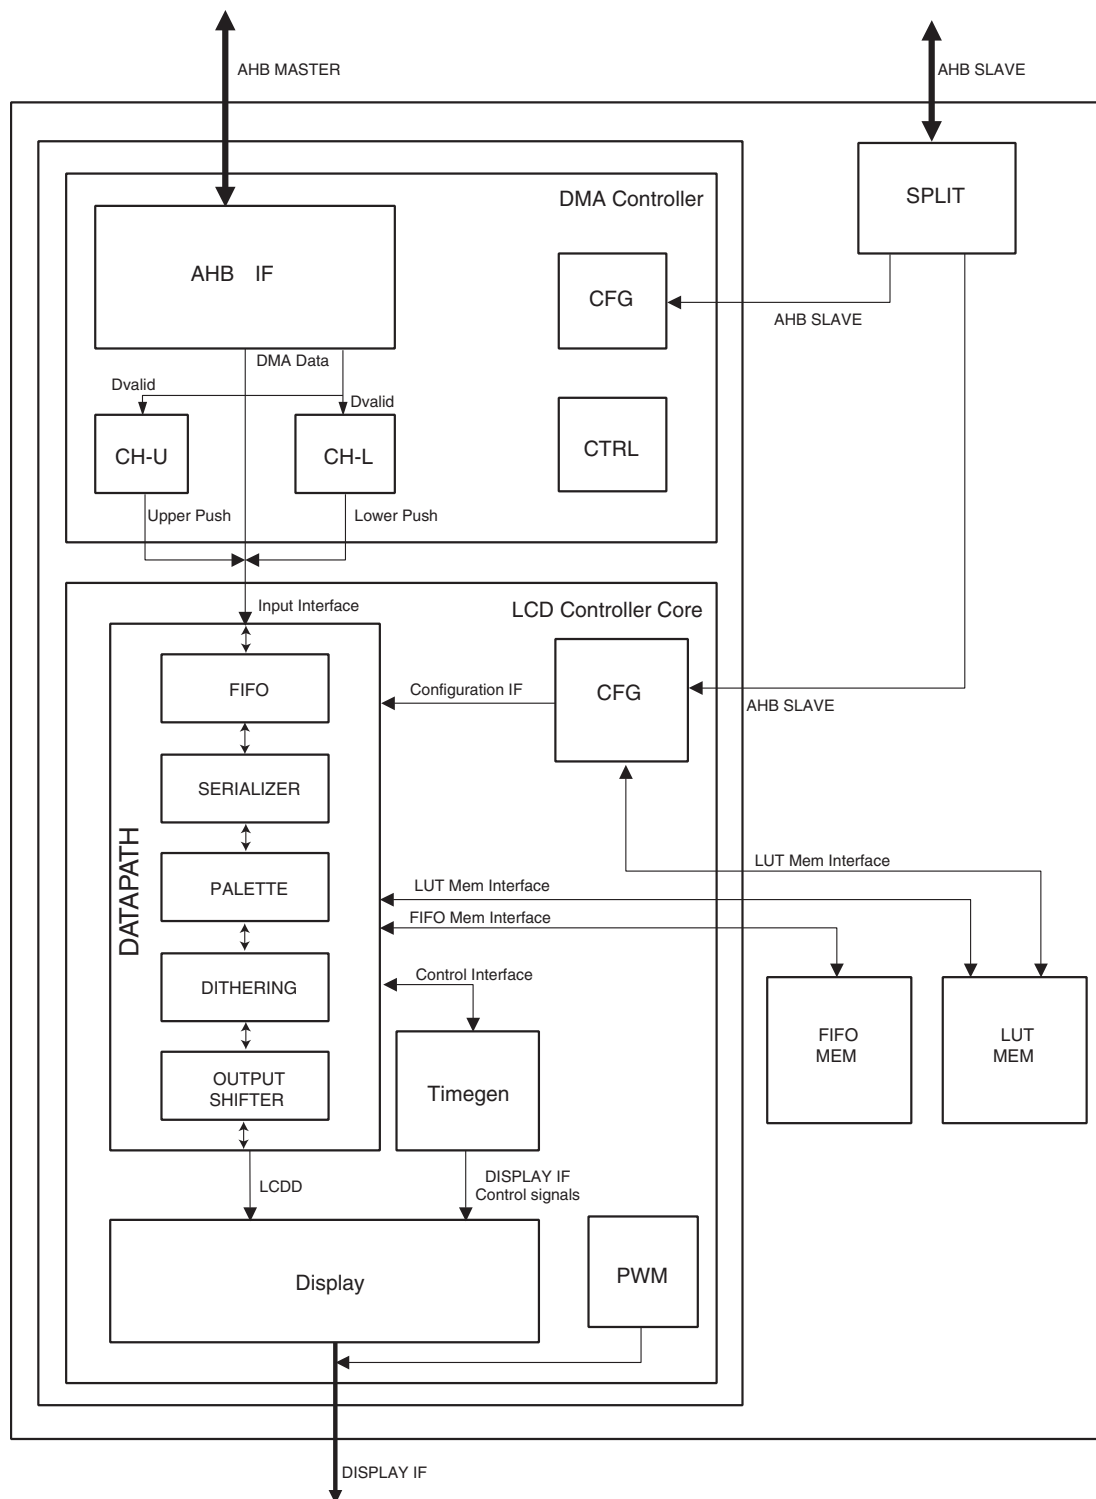 AHB MASTER
AHB SLAVE
DMA Controller
SPLIT
AHB IF
CFG
AHB SLAVE
DMA Data
Dvalid
Dvalid
CH-U
CH-L
CTRL
Upper Push
Lower Push
Input Interface
LCD Controller Core
FIFO
Configuration IF
CFG
AHB SLAVE
SERIALIZER
DATAPATH
PALETTE
LUT Mem Interface
LUT Mem Interface
FIFO Mem Interface
DITHERING
Control Interface
FIFO
MEM
LUT
MEM
OUTPUT
SHIFTER
Timegen
LCDD
DISPLAY IF
Control signals
Display
PWM
DISPLAY IF